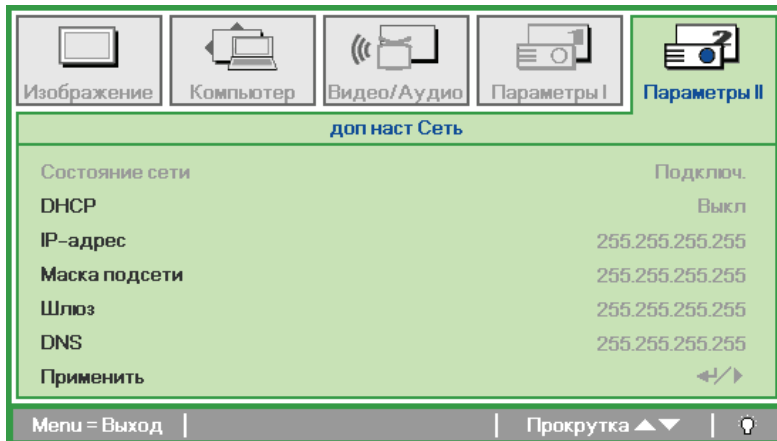 Изображение Компьютер Видео/Аудио Параметры I Параметры II
доп наст Сеть
Состояние сети Подключ.
DHCP Выкл
IP-адрес 255.255.255.255
Маска подсети 255.255.255.255
Шлюз 255.255.255.255
DNS 255.255.255.255
Применить
Menu = Выход Прокрутка